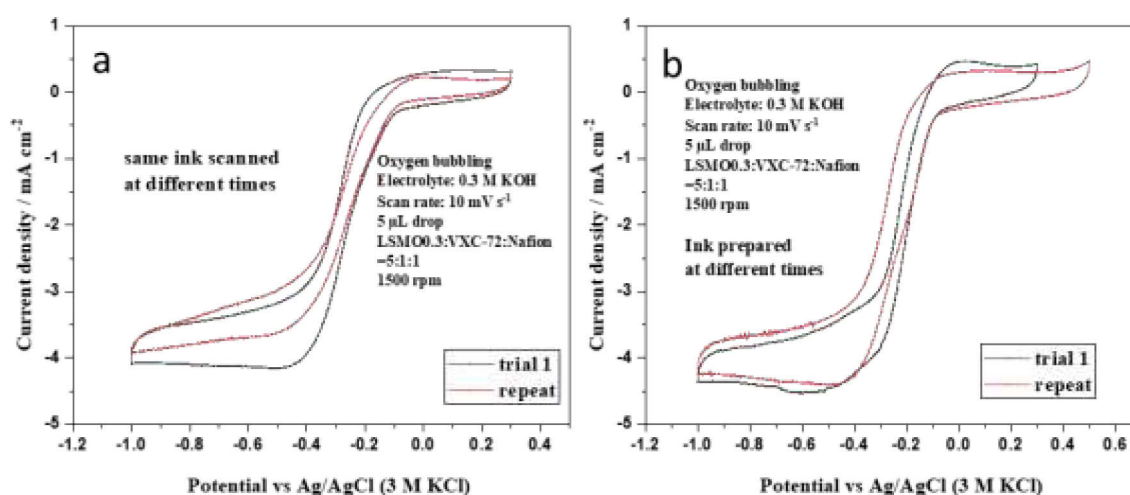 a
1
0
-1
-2
-3
-4
-5
Current density / mA cm⁻²
same ink scanned
at different times
Oxygen bubbling
Electrolyte: 0.3 M KOH
Scan rate: 10 mV s⁻¹
5 µL drop
LSMO0.3:VXC-72:Nafion
=5:1:1
1500 rpm
trial 1
repeat
-1.2 -1.0 -0.8 -0.6 -0.4 -0.2 0.0 0.2 0.4
Potential vs Ag/AgCl (3 M KCl)
b
1
0
-1
-2
-3
-4
-5
Current density / mA cm⁻²
Oxygen bubbling
Electrolyte: 0.3 M KOH
Scan rate: 10 mV s⁻¹
5 µL drop
LSMO0.3:VXC-72:Nafion
=5:1:1
1500 rpm
Ink prepared
at different times
trial 1
repeat
-1.2 -1.0 -0.8 -0.6 -0.4 -0.2 0.0 0.2 0.4 0.6
Potential vs Ag/AgCl (3 M KCl)